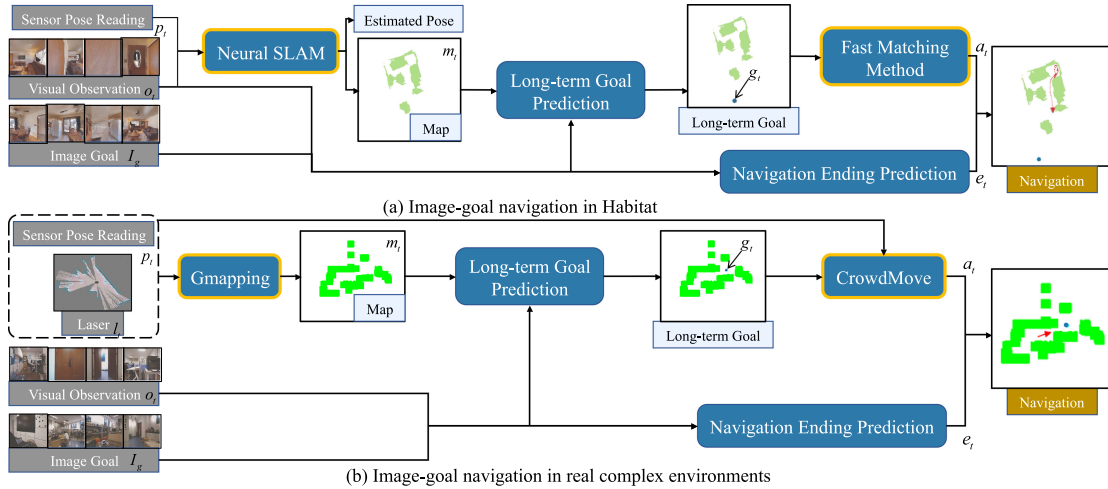 Sensor Pose Reading
p_t
Visual Observation o_t
Image Goal I_g
Neural SLAM
Estimated Pose
m_t
Map
Long-term Goal
Prediction
g_t
Long-term Goal
Fast Matching
Method
a_t
Navigation Ending Prediction
e_t
Navigation
(a) Image-goal navigation in Habitat
Sensor Pose Reading
p_t
Laser l_t
Visual Observation o_t
Image Goal I_g
Gmapping
m_t
Map
Long-term Goal
Prediction
g_t
Long-term Goal
CrowdMove
a_t
Navigation Ending Prediction
e_t
Navigation
(b) Image-goal navigation in real complex environments